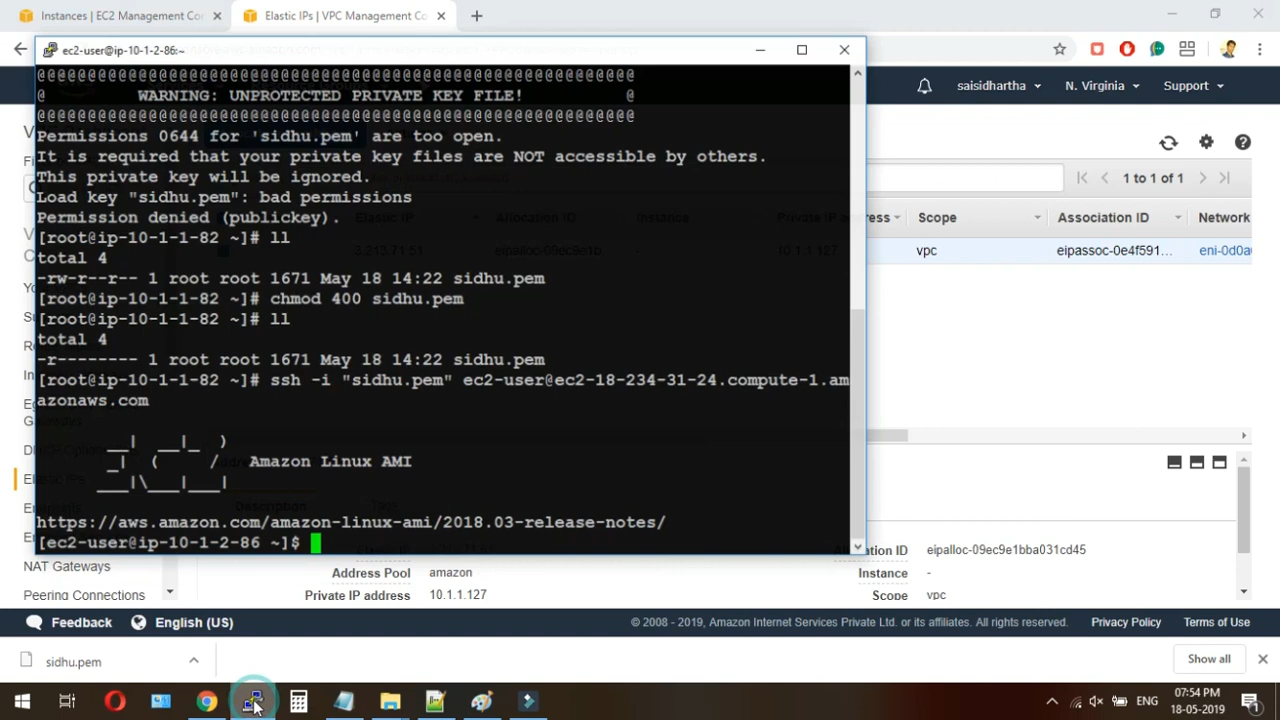 Instances | EC2 Management Con
Elastic IPs | VPC Management Co
ec2-user@ip-10-1-2-86:~
saisidhartha
N. Virginia
Support
@@@@@@@@@@@@@@@@@@@@@@@@@@@@@@@@@@@@@@@@@@@@@@@@@@@@@@@@@@@
@         WARNING: UNPROTECTED PRIVATE KEY FILE!          @
@@@@@@@@@@@@@@@@@@@@@@@@@@@@@@@@@@@@@@@@@@@@@@@@@@@@@@@@@@@
Permissions 0644 for 'sidhu.pem' are too open.
It is required that your private key files are NOT accessible by others.
This private key will be ignored.
Load key "sidhu.pem": bad permissions
Permission denied (publickey).
[root@ip-10-1-1-82 ~]# ll
total 4
-rw-r--r-- 1 root root 1671 May 18 14:22 sidhu.pem
[root@ip-10-1-1-82 ~]# chmod 400 sidhu.pem
[root@ip-10-1-1-82 ~]# ll
total 4
-r-------- 1 root root 1671 May 18 14:22 sidhu.pem
[root@ip-10-1-1-82 ~]# ssh -i "sidhu.pem" ec2-user@ec2-18-234-31-24.compute-1.am
azonaws.com
__|  __|_  )
_|  (     /   Amazon Linux AMI
___|\___|___|
https://aws.amazon.com/amazon-linux-ami/2018.03-release-notes/
[ec2-user@ip-10-1-2-86 ~]$
1 to 1 of 1
Elastic IP Allocation ID Instance Private IP address Scope Association ID Network
3.213.71.51 eipalloc-09ec9e1b - 10.1.1.127 vpc eipassoc-0e4f591... eni-0d0a
Elastic IPs
Description Tags
NAT Gateways
Peering Connections
Allocation ID eipalloc-09ec9e1bba031cd45
Address Pool amazon
Instance -
Private IP address 10.1.1.127
Scope vpc
Feedback
English (US)
© 2008 - 2019, Amazon Internet Services Private Ltd. or its affiliates. All rights reserved.
Privacy Policy
Terms of Use
sidhu.pem
Show all
ENG
07:54 PM
18-05-2019
1